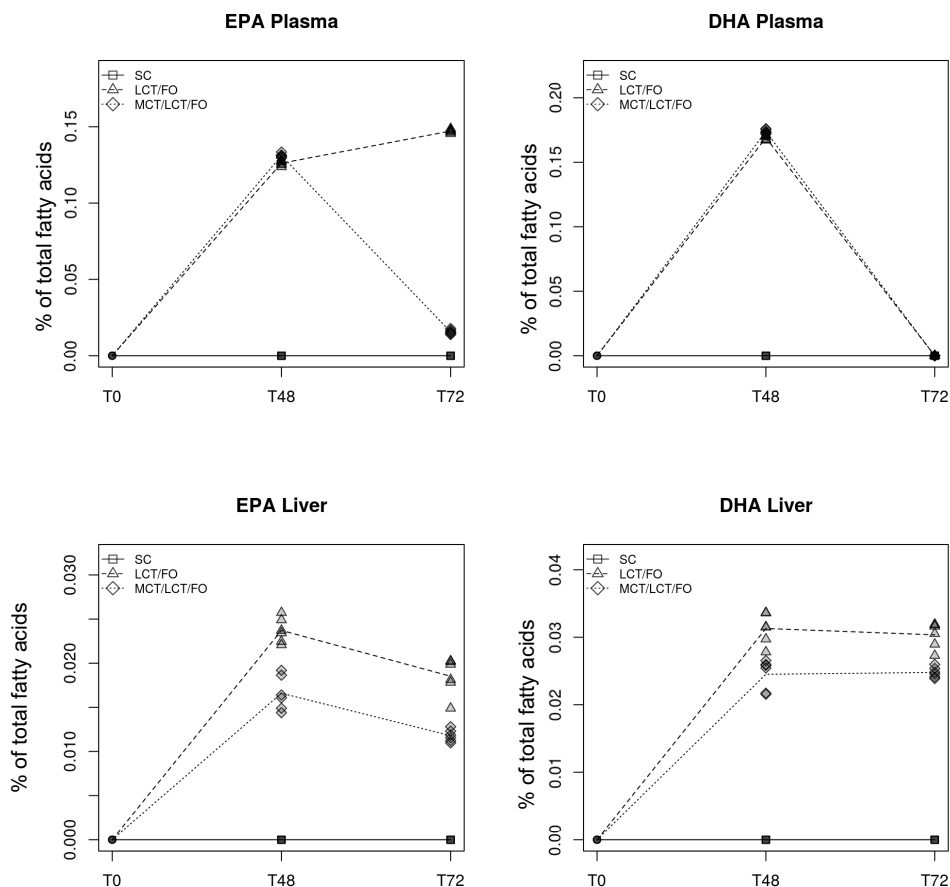 EPA Plasma
SC
LCT/FO
MCT/LCT/FO
% of total fatty acids
0.15
0.10
0.05
0.00
T0 T48 T72
DHA Plasma
SC
LCT/FO
MCT/LCT/FO
% of total fatty acids
0.20
0.15
0.10
0.05
0.00
T0 T48 T72
EPA Liver
SC
LCT/FO
MCT/LCT/FO
% of total fatty acids
0.030
0.020
0.010
0.000
T0 T48 T72
DHA Liver
SC
LCT/FO
MCT/LCT/FO
% of total fatty acids
0.04
0.03
0.02
0.01
0.00
T0 T48 T72